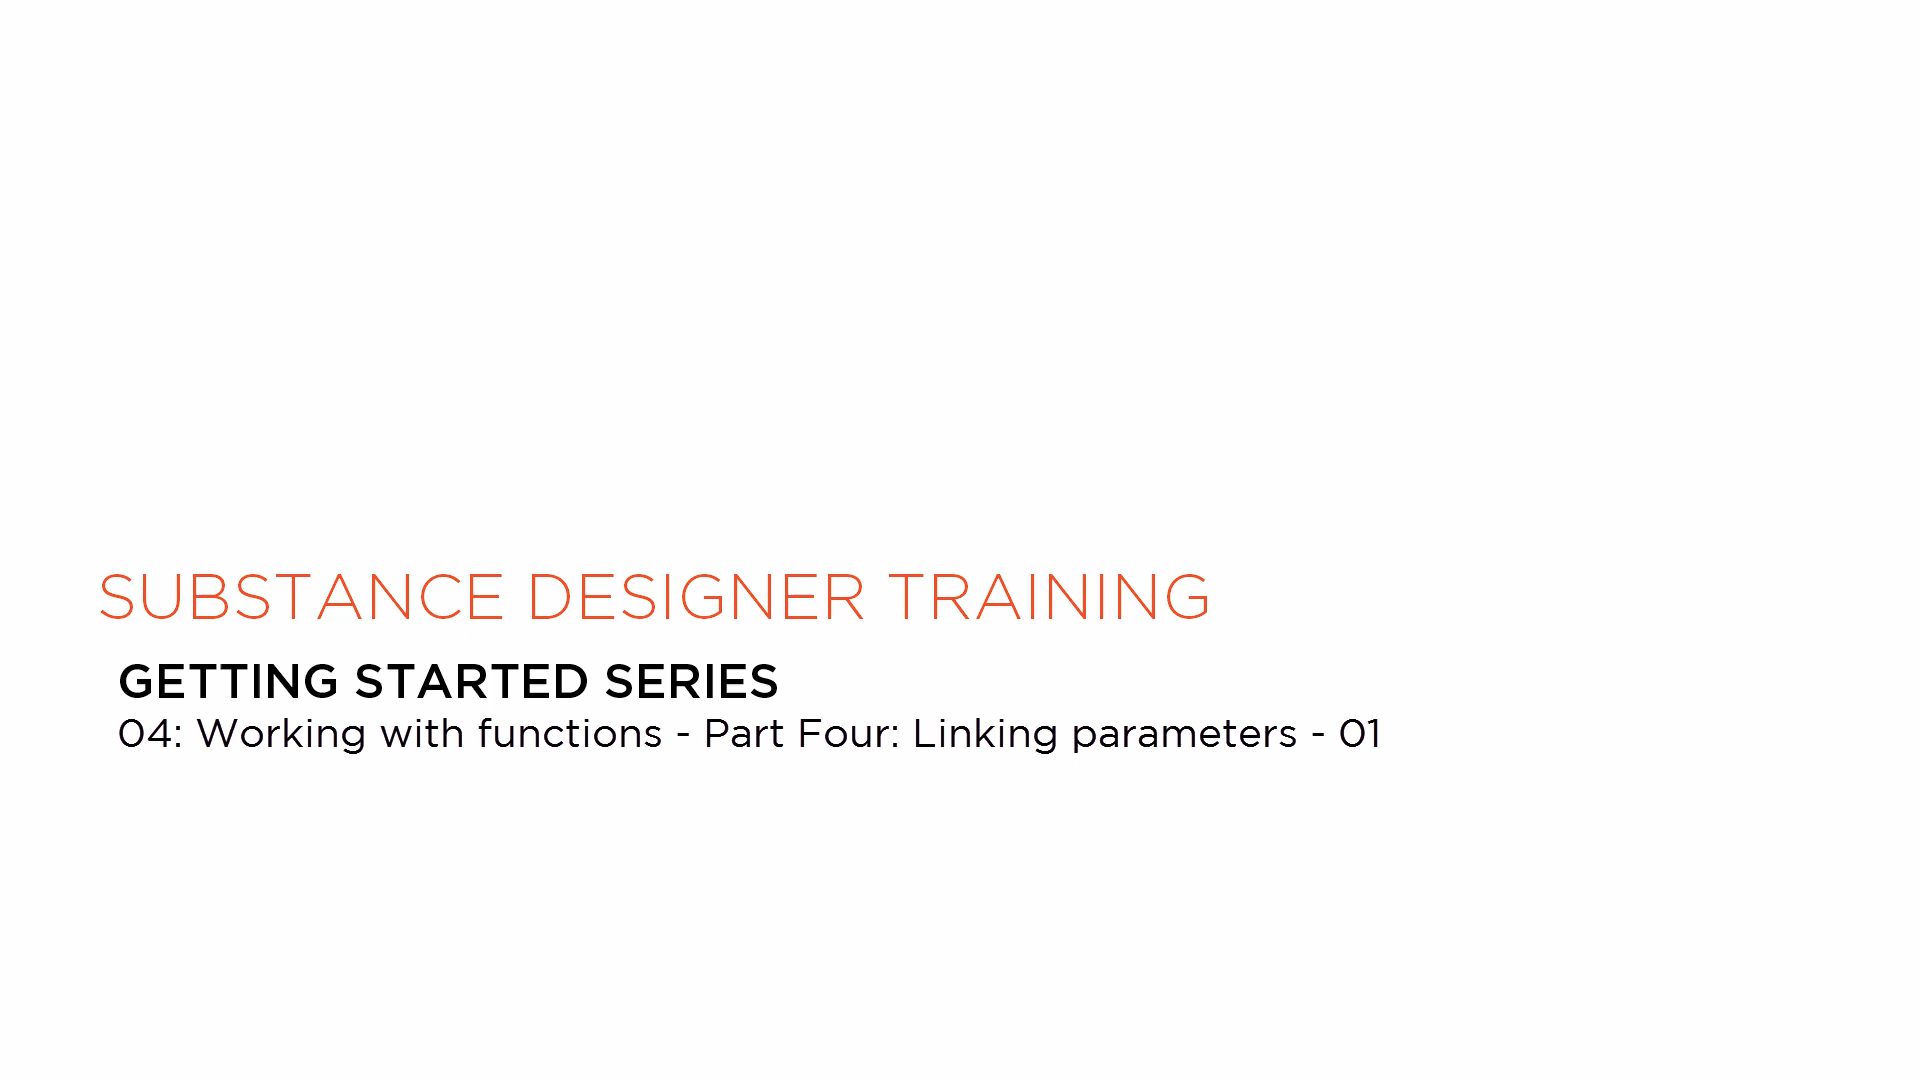 SUBSTANCE DESIGNER TRAINING
GETTING STARTED SERIES
04: Working with functions - Part Four: Linking parameters - 01